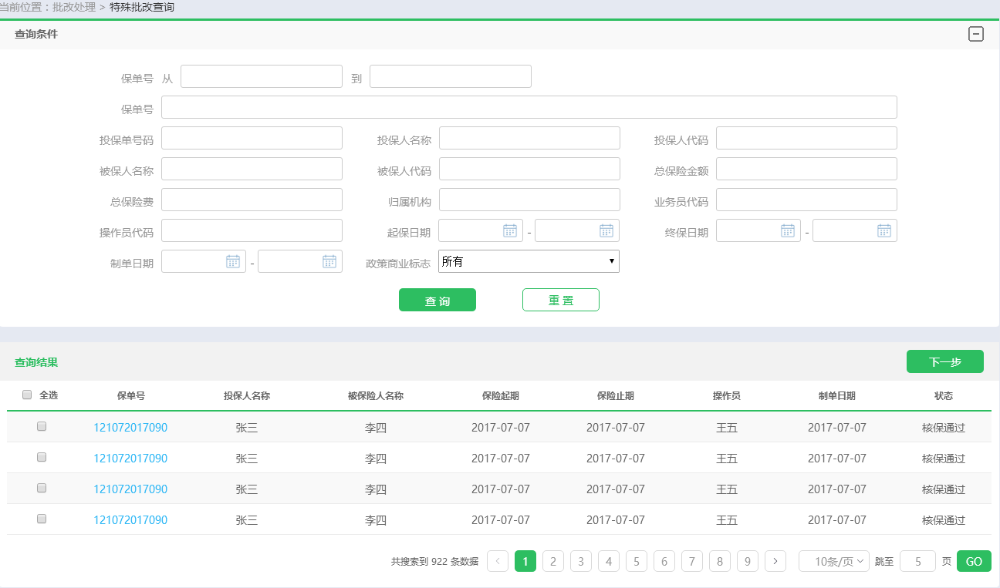 当前位置：批改处理 > 特殊批改查询
查询条件
保单号 从 到
保单号
投保单号码 投保人名称 投保人代码
被保人名称 被保人代码 总保险金额
总保险费 归属机构 业务员代码
操作员代码 起保日期 - 终保日期 -
制单日期 - 政策商业标志 所有
查 询 重 置
查询结果 下一步
全选 保单号 投保人名称 被保险人名称 保险起期 保险止期 操作员 制单日期 状态
121072017090 张三 李四 2017-07-07 2017-07-07 王五 2017-07-07 核保通过
121072017090 张三 李四 2017-07-07 2017-07-07 王五 2017-07-07 核保通过
121072017090 张三 李四 2017-07-07 2017-07-07 王五 2017-07-07 核保通过
121072017090 张三 李四 2017-07-07 2017-07-07 王五 2017-07-07 核保通过
共搜索到 922 条数据 < 1 2 3 4 5 6 7 8 9 > 10条/页 跳至 5 页 GO